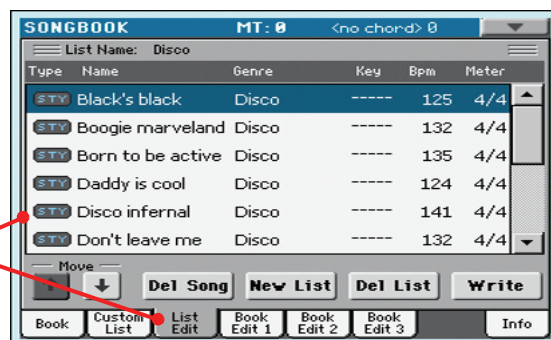 SONGBOOK MT: 0 <no chord> 0
List Name: Disco
Type Name Genre Key Bpm Meter
STY Black's black Disco ----- 125 4/4
STY Boogie marveland Disco ----- 132 4/4
STY Born to be active Disco ----- 135 4/4
STY Daddy is cool Disco ----- 124 4/4
STY Disco infernal Disco ----- 141 4/4
STY Don't leave me Disco ----- 132 4/4
Move
Del Song New List Del List Write
Book Custom List List Edit Book Edit 1 Book Edit 2 Book Edit 3 Info